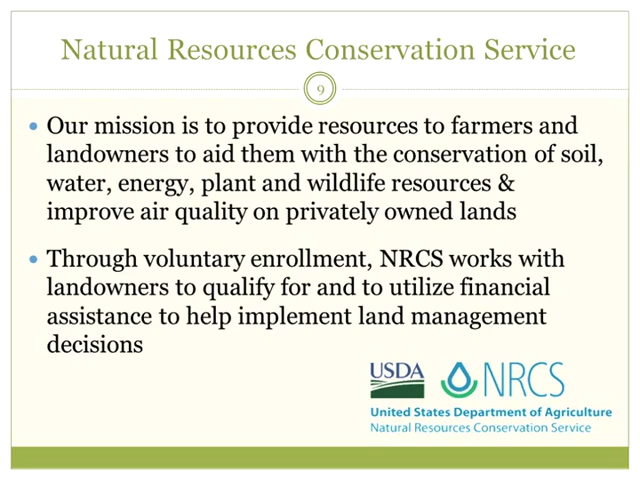 Natural Resources Conservation Service
9
• Our mission is to provide resources to farmers and
landowners to aid them with the conservation of soil,
water, energy, plant and wildlife resources &
improve air quality on privately owned lands
• Through voluntary enrollment, NRCS works with
landowners to qualify for and to utilize financial
assistance to help implement land management
decisions
USDA NRCS
United States Department of Agriculture
Natural Resources Conservation Service